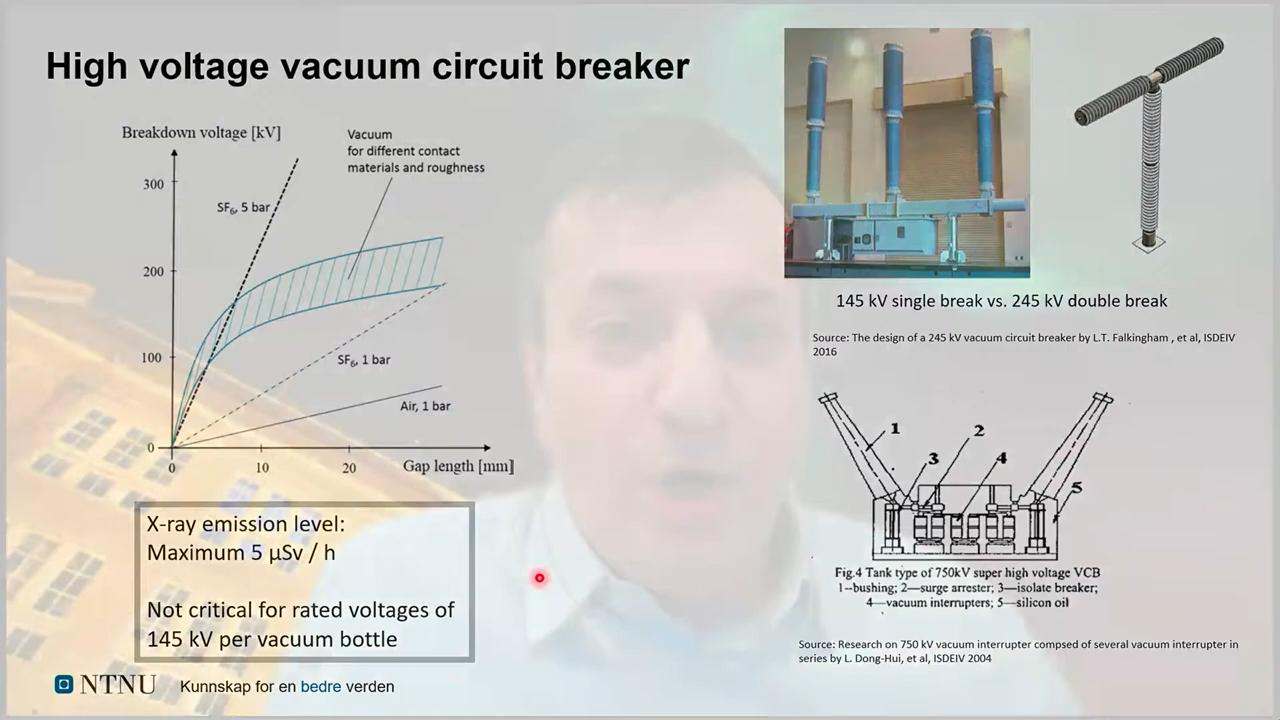 High voltage vacuum circuit breaker
Breakdown voltage [kV]
300
200
100
0
0
10
20
Gap length [mm]
SF6, 5 bar
Vacuum
for different contact
materials and roughness
SF6, 1 bar
Air, 1 bar
X-ray emission level:
Maximum 5 µSv / h
Not critical for rated voltages of
145 kV per vacuum bottle
145 kV single break vs. 245 kV double break
Source: The design of a 245 kV vacuum circuit breaker by L.T. Falkingham , et al, ISDEIV
2016
1
2
3
4
5
Fig.4 Tank type of 750kV super high voltage VCB
1--bushing; 2—surge arrester; 3—isolate breaker;
4—vacuum interrupters; 5—silicon oil
Source: Research on 750 kV vacuum interrupter compsed of several vacuum interrupter in
series by L. Dong-Hui, et al, ISDEIV 2004
NTNU
Kunnskap for en bedre verden